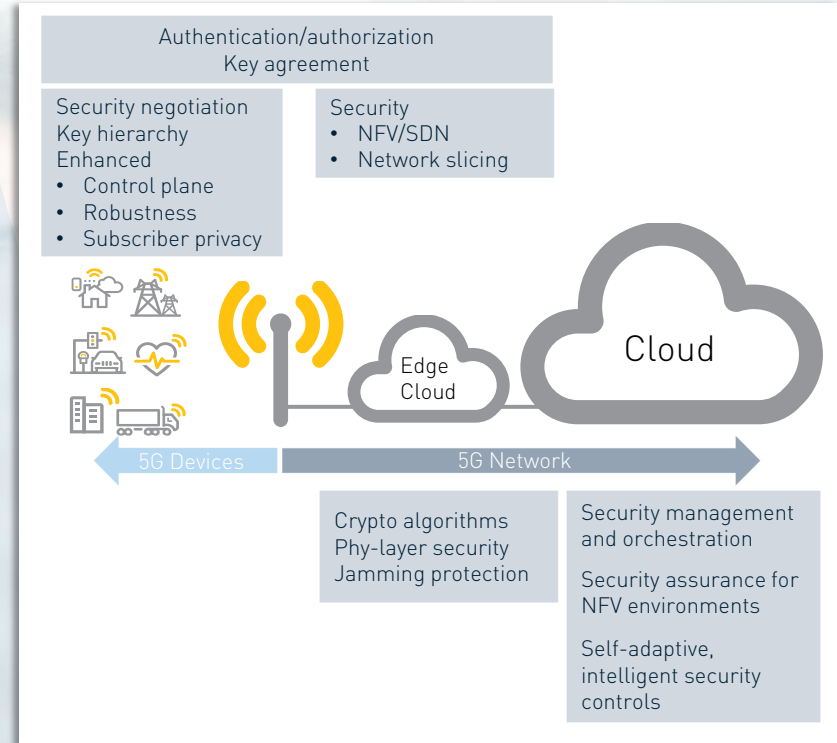 Authentication/authorization
Key agreement
Security negotiation
Key hierarchy
Enhanced
• Control plane
• Robustness
• Subscriber privacy
Security
• NFV/SDN
• Network slicing
Edge
Cloud
Cloud
5G Devices
5G Network
Crypto algorithms
Phy-layer security
Jamming protection
Security management
and orchestration
Security assurance for
NFV environments
Self-adaptive,
intelligent security
controls